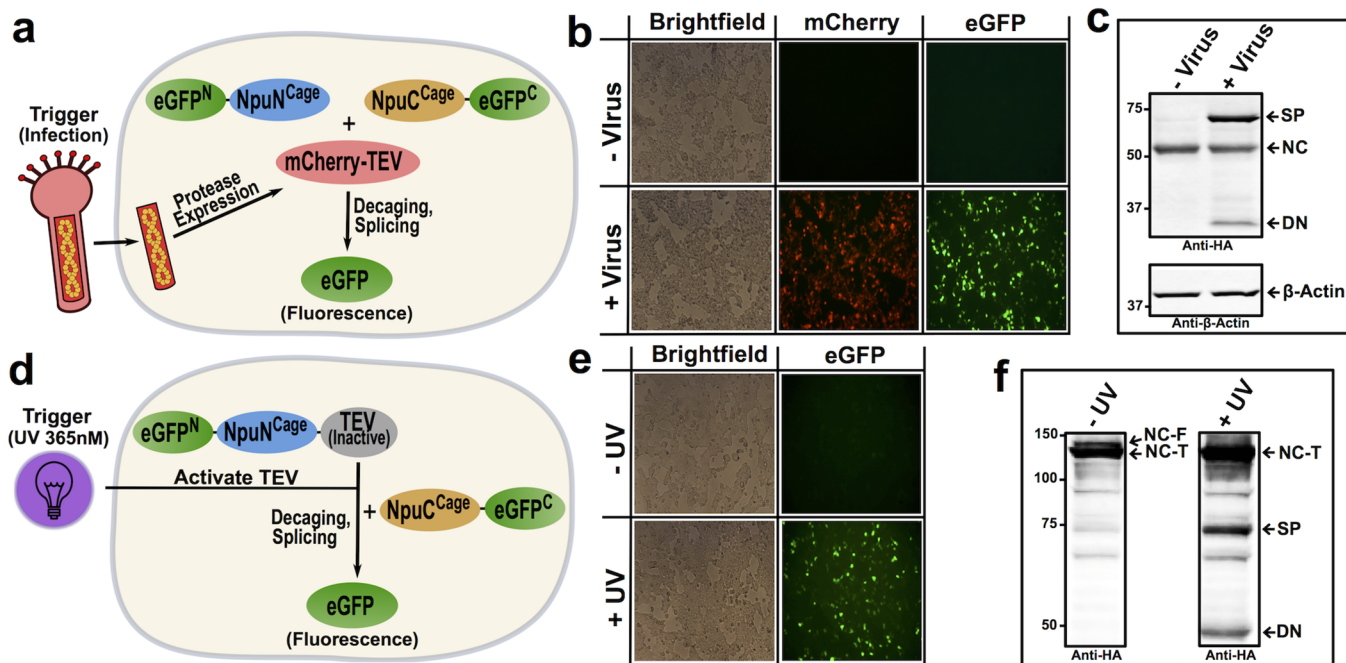 a
Trigger
(Infection)
eGFPᴺ
NpuNCage
NpuCCage
eGFPC
+
mCherry-TEV
Protease
Expression
Decaging,
Splicing
eGFP
(Fluorescence)
b
Brightfield
mCherry
eGFP
- VIrus
+ Virus
c
- Virus
+ Virus
75
50
37
SP
NC
DN
Anti-HA
37
β-Actin
Anti-β-Actin
d
Trigger
(UV 365nM)
eGFPN
NpuNCage
TEV
(Inactive)
Activate TEV
Decaging,
Splicing
+
NpuCCage
eGFPC
eGFP
(Fluorescence)
e
Brightfield
eGFP
- UV
+ UV
f
- UV
+ UV
150
100
75
50
NC-F
NC-T
NC-T
SP
DN
Anti-HA
Anti-HA